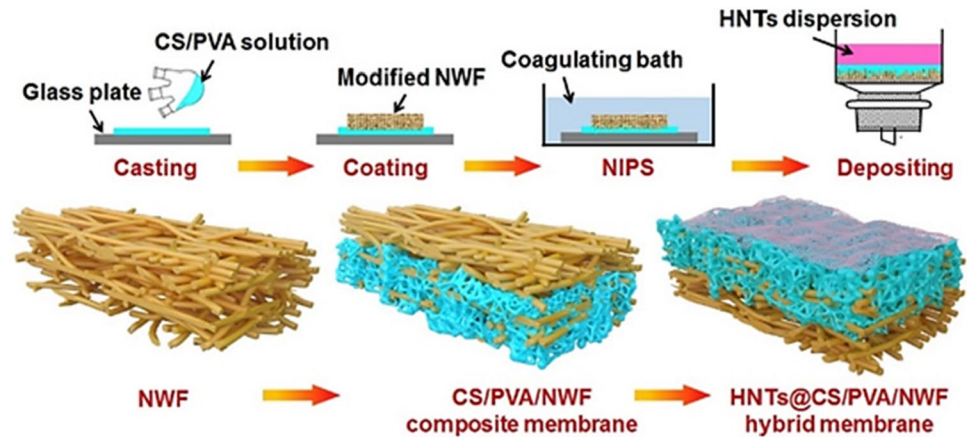 HNTs dispersion
CS/PVA solution
Modified NWF
Coagulating bath
Glass plate
Casting
Coating
NIPS
Depositing
NWF
CS/PVA/NWF
composite membrane
HNTs@CS/PVA/NWF
hybrid membrane